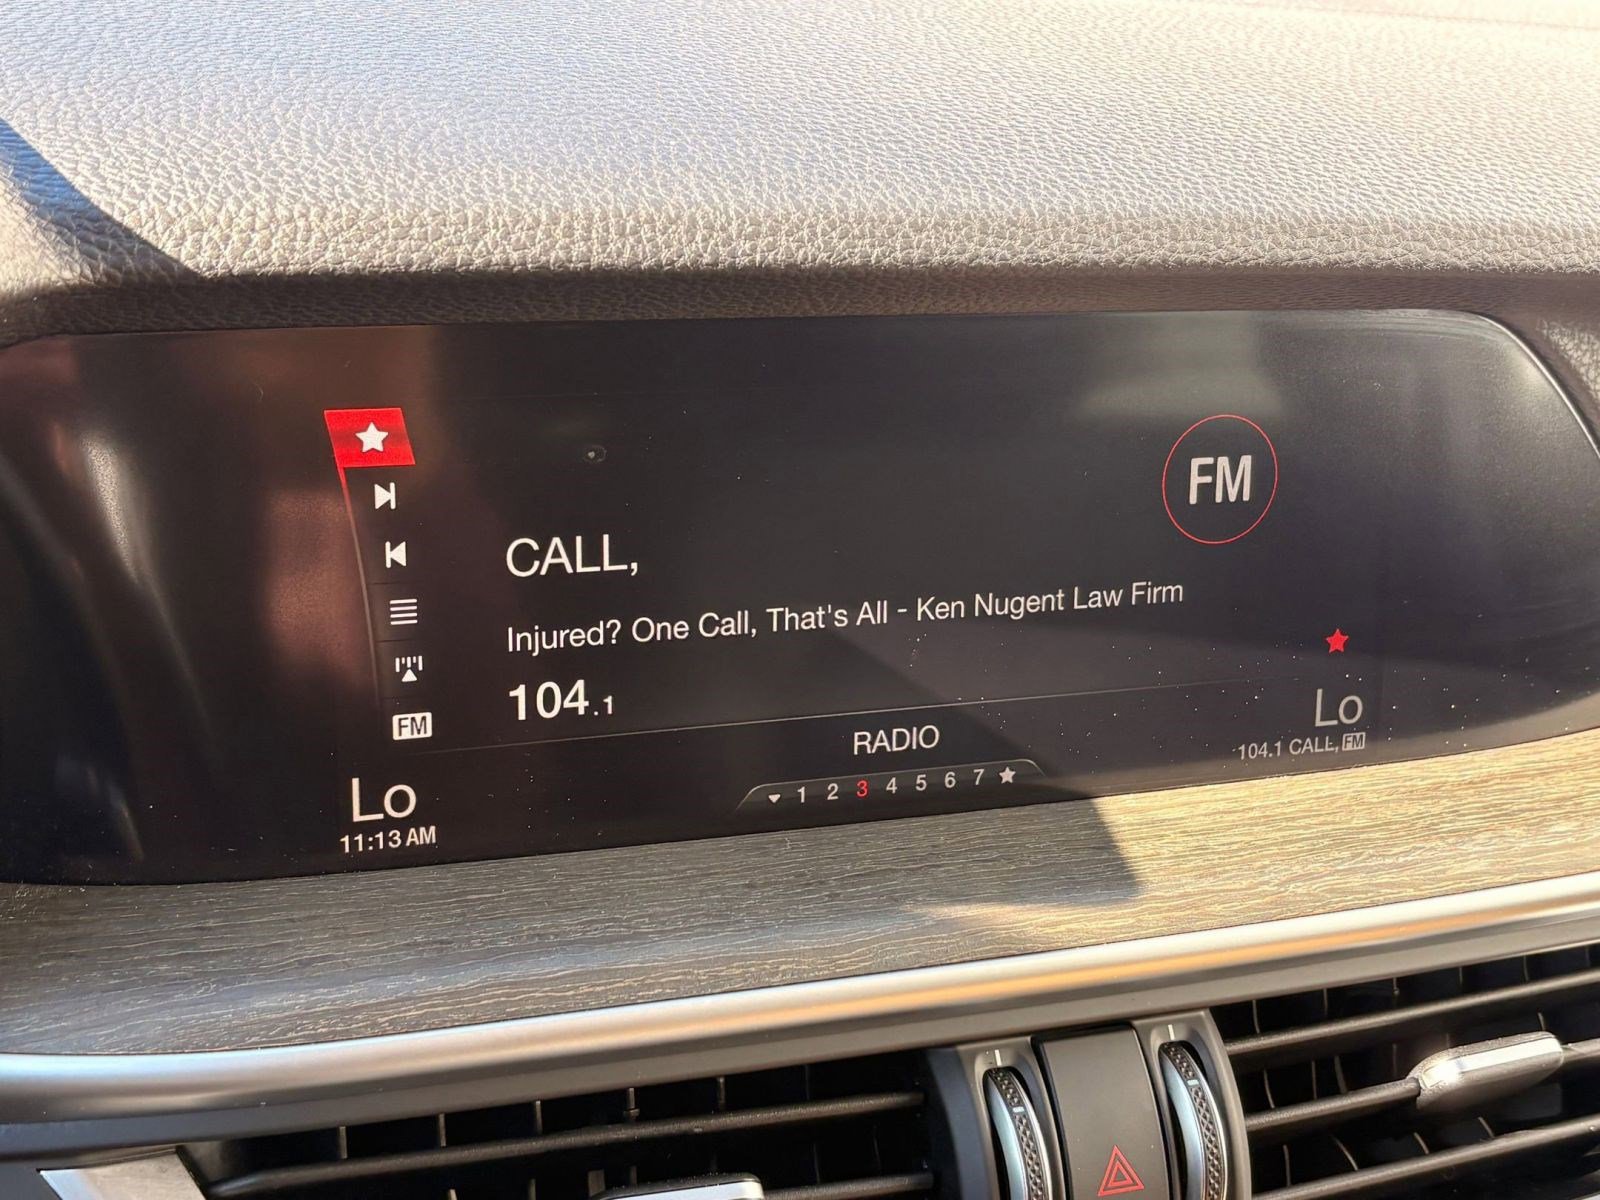 FM
CALL,
Injured? One Call, That's All - Ken Nugent Law Firm
104.1
FM
RADIO
1 2 3 4 5 6 7
Lo
104.1 CALL, FM
Lo
11:13 AM